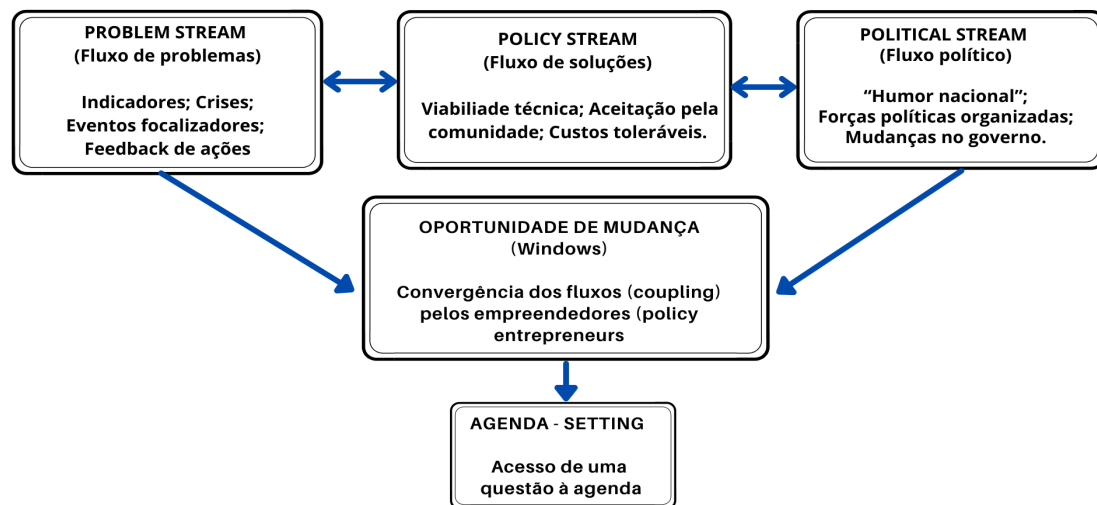 PROBLEM STREAM
(Fluxo de problemas)
Indicadores; Crises;
Eventos focalizadores;
Feedback de ações
POLICY STREAM
(Fluxo de soluções)
Viabiliade técnica; Aceitação pela
comunidade; Custos toleráveis.
POLITICAL STREAM
(Fluxo político)
“Humor nacional”;
Forças políticas organizadas;
Mudanças no governo.
OPORTUNIDADE DE MUDANÇA
(Windows)
Convergência dos fluxos (coupling)
pelos empreendedores (policy
entrepreneurs
AGENDA - SETTING
Acesso de uma
questão à agenda